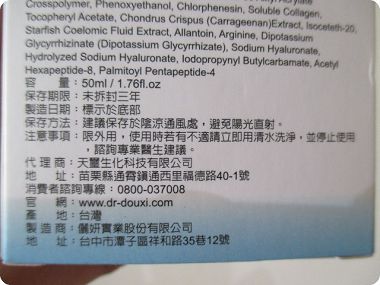 Crosspolymer, Phenoxyethanol, Chlorphenesin, Soluble Collagen,
Tocopheryl Acetate, Chondrus Crispus (Carrageenan)Extract, Isoceteth-20,
Starfish Coelomic Fluid Extract, Allantoin, Arginine, Dipotassium
Glycyrrhizinate (Dipotassium Glycyrrhizate), Sodium Hyaluronate,
Hydrolyzed Sodium Hyaluronate, Iodopropynyl Butylcarbamate, Acetyl
Hexapeptide-8, Palmitoyl Pentapeptide-4
容量：50ml / 1.76fl.oz
保存期限：未拆封三年
製造日期：標示於底部
保存方法：建議保存於陰涼通風處，避免陽光直射。
注意事項：限外用，使用時若有不適請立即用清水洗淨，並停止使用
，諮詢專業醫生建議。
代理商：天璽生化科技有限公司
地址：苗栗縣通霄鎮通西里福德路40-1號
消費者諮詢專線：0800-037008
官網：www.dr-douxi.com
產地：台灣
製造商：儷妍實業股份有限公司
地址：台中市潭子區祥和路35巷12號